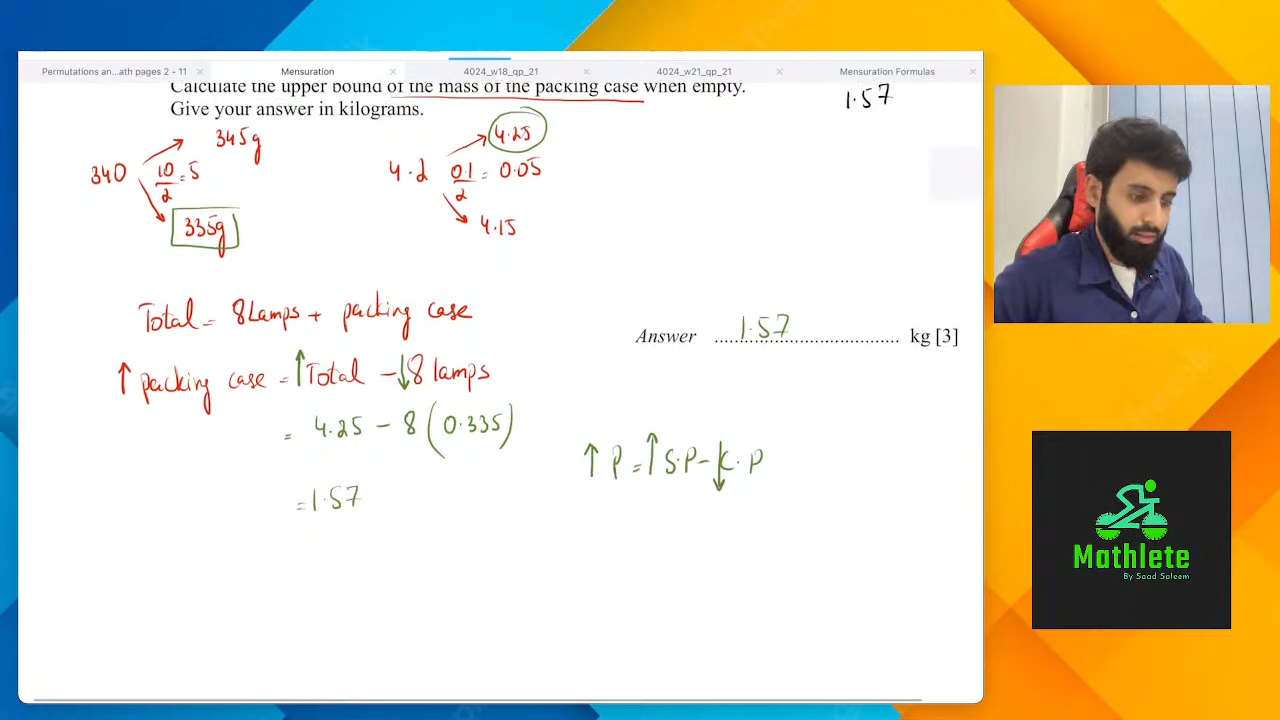 Permutations an...ath pages 2 - 11 × Mensuration × 4024_w18_qp_21 × 4024_w21_qp_21 × Mensuration Formulas ×
Calculate the upper bound of the mass of the packing case when empty.
Give your answer in kilograms.
1.57
345g
340 10/2 = 5
335g
4.25
4.2 0.1/2 = 0.05
4.15
Total = 8 Lamps + packing case
Answer ........1.57........ kg [3]
↑ packing case = ↑Total - ↓8 lamps
= 4.25 - 8(0.335)
↑ P = ↑S.P - ↓C.P
= 1.57
Mathlete
By Saad Saleem